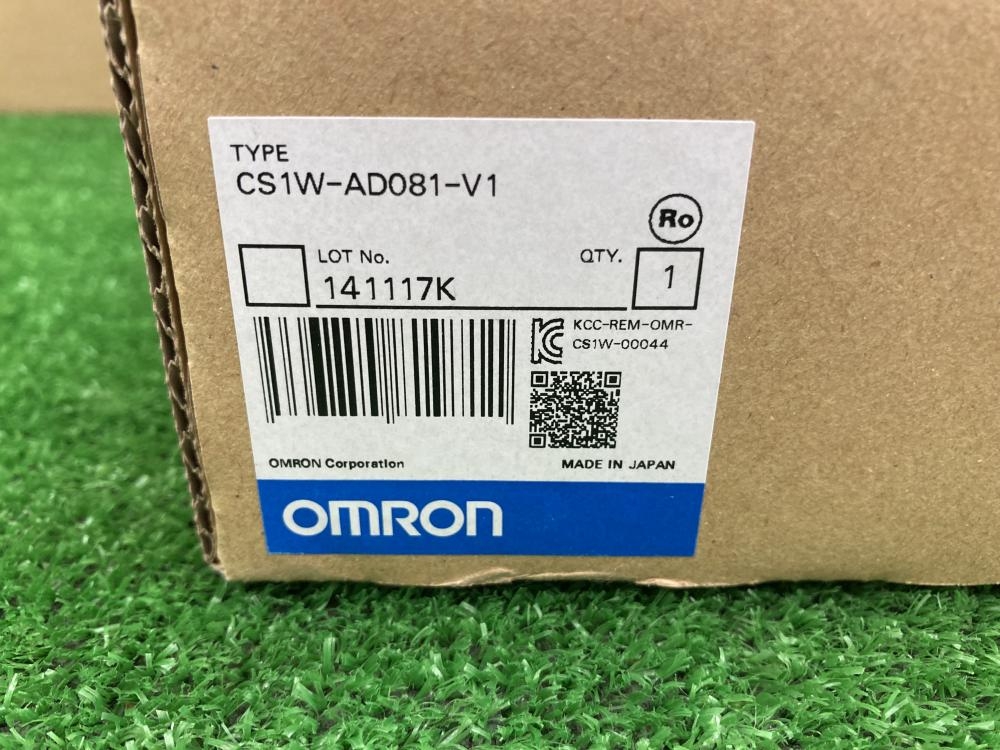 TYPE
CS1W-AD081-V1
Ro
LOT No.
141117K
QTY.
1
KCC-REM-OMR-
CS1W-00044
OMRON Corporation
MADE IN JAPAN
OMRON